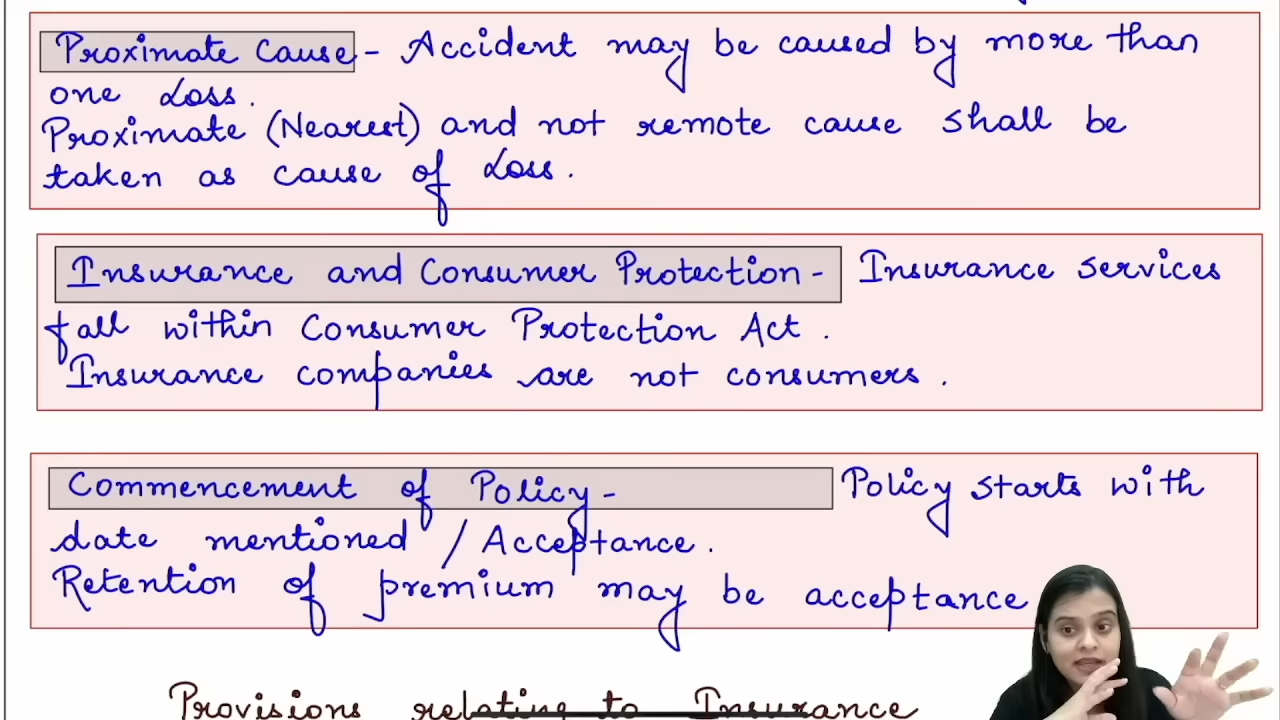 Proximate Cause - Accident may be caused by more than
one Loss.
Proximate (Nearest) and not remote cause shall be
taken as cause of Loss.
Insurance and Consumer Protection - Insurance services
fall within Consumer Protection Act.
Insurance companies are not consumers.
Commencement of Policy - Policy starts with
date mentioned / Acceptance.
Retention of premium may be acceptance
Provisions relating to Insurance